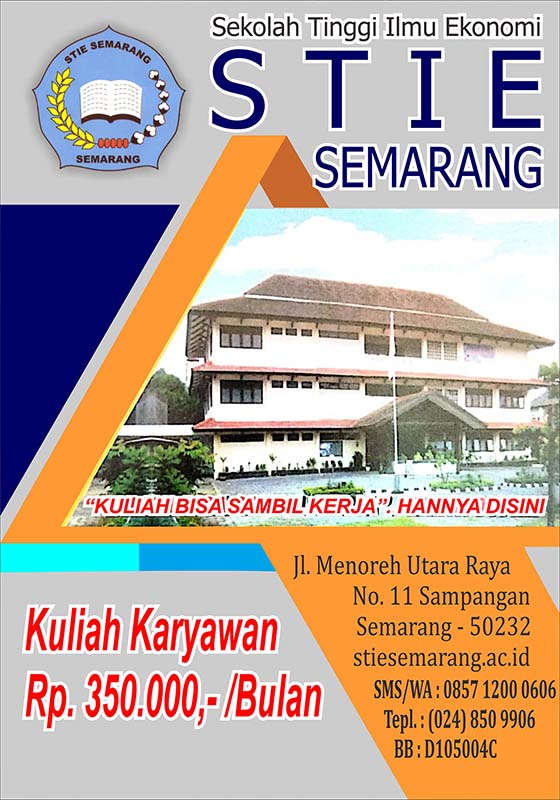 STIE SEMARANG
SEMARANG
Sekolah Tinggi Ilmu Ekonomi
STIE
SEMARANG
“KULIAH BISA SAMBIL KERJA”. HANNYA DISINI
Jl. Menoreh Utara Raya
No. 11 Sampangan
Semarang - 50232
stiesemarang.ac.id
SMS/WA : 0857 1200 0606
Tepl. : (024) 850 9906
BB : D105004C
Kuliah Karyawan
Rp. 350.000,- /Bulan